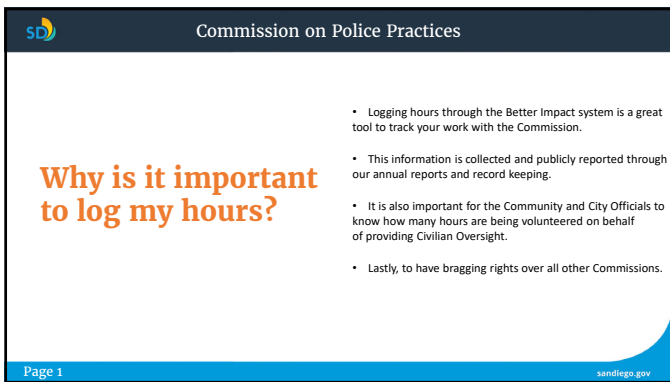 SD
Commission on Police Practices
Why is it important
to log my hours?
• Logging hours through the Better Impact system is a great
tool to track your work with the Commission.
• This information is collected and publicly reported through
our annual reports and record keeping.
• It is also important for the Community and City Officials to
know how many hours are being volunteered on behalf
of providing Civilian Oversight.
• Lastly, to have bragging rights over all other Commissions.
Page 1
sandiego.gov